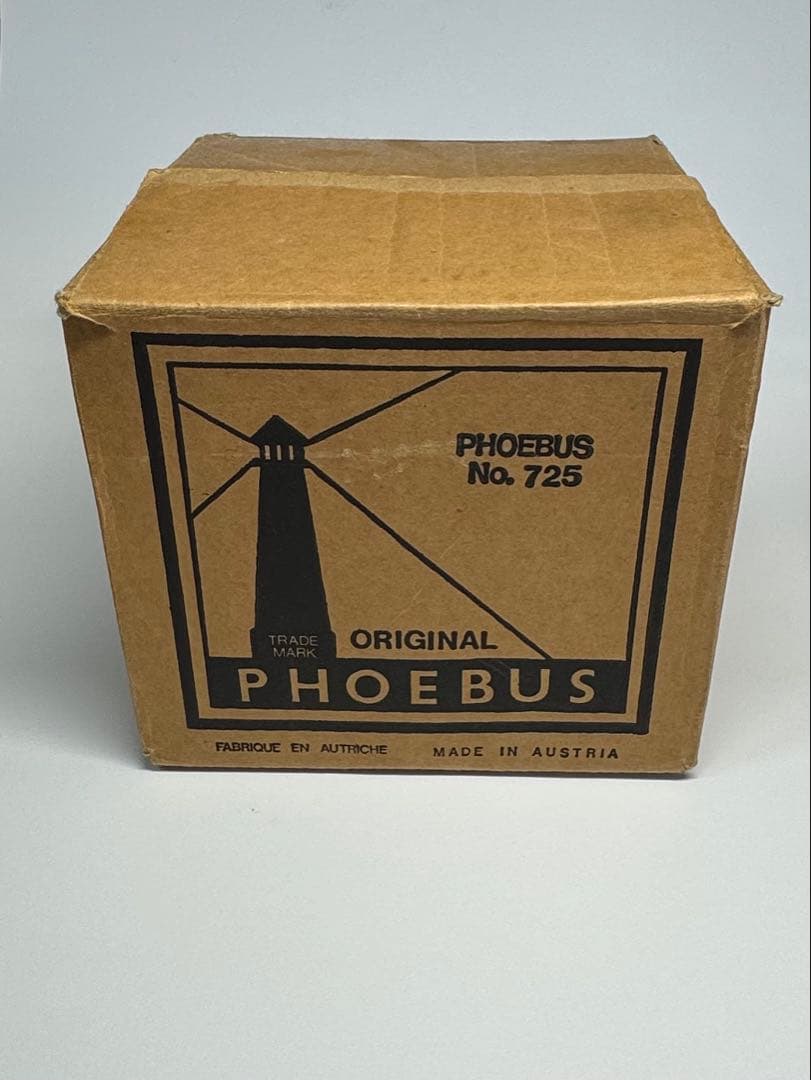 PHOEBUS
No. 725
TRADE
MARK
ORIGINAL
PHOEBUS
FABRIQUE EN AUTRICHE
MADE IN AUSTRIA